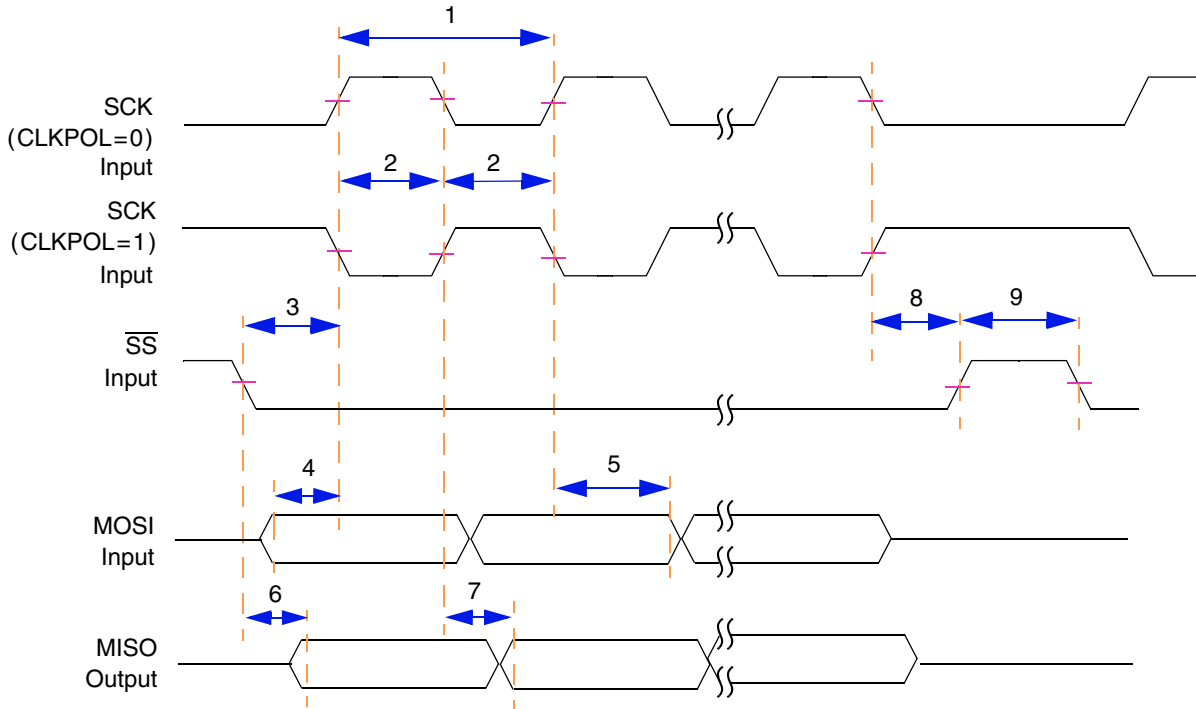 1
SCK
(CLKPOL=0)
Input
2 2
SCK
(CLKPOL=1)
Input
3 8 9
SS
Input
4 5
MOSI
Input
6 7
MISO
Output